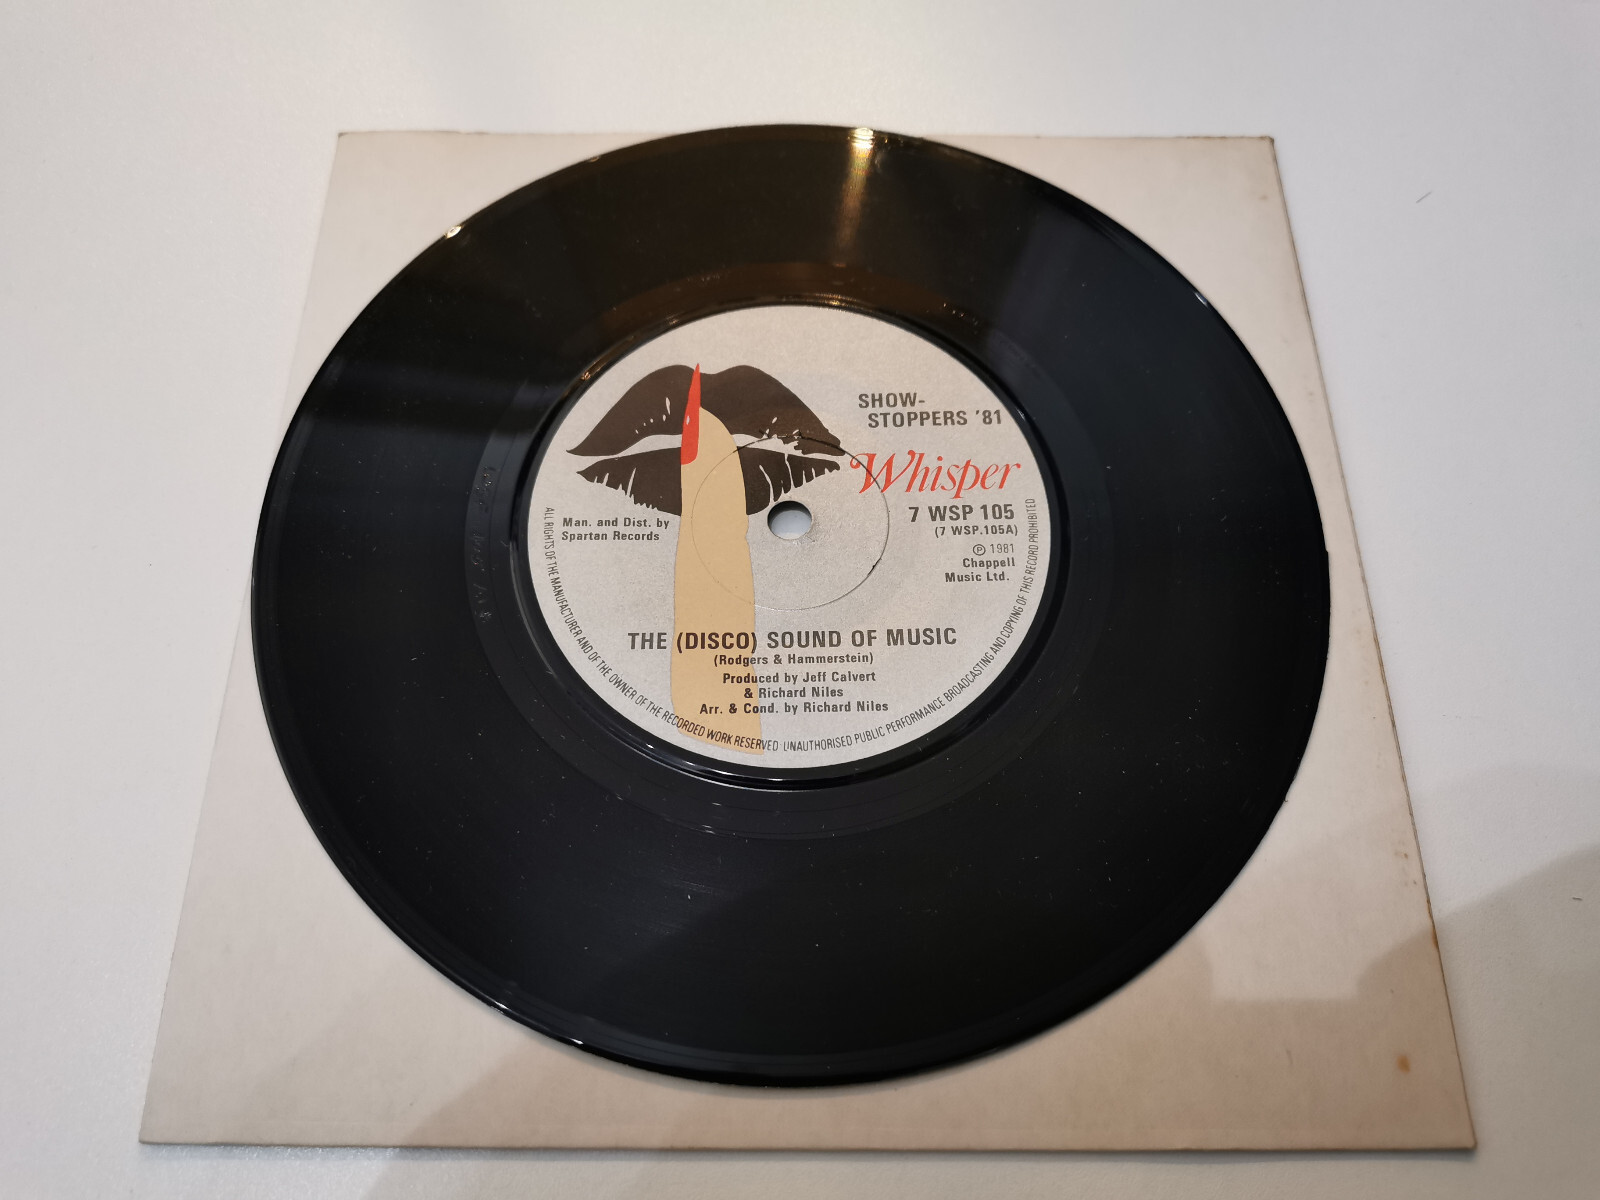 SHOW-
STOPPERS '81
Whisper
7 WSP 105
(7 WSP.105A)
Ⓟ 1981
Chappell
Music Ltd.
Man. and Dist. by
Spartan Records
THE (DISCO) SOUND OF MUSIC
(Rodgers & Hammerstein)
Produced by Jeff Calvert
& Richard Niles
Arr. & Cond. by Richard Niles
ALL RIGHTS OF THE MANUFACTURER AND OF THE OWNER OF THE RECORDED WORK RESERVED UNAUTHORISED PUBLIC PERFORMANCE BROADCASTING AND COPYING OF THIS RECORD PROHIBITED